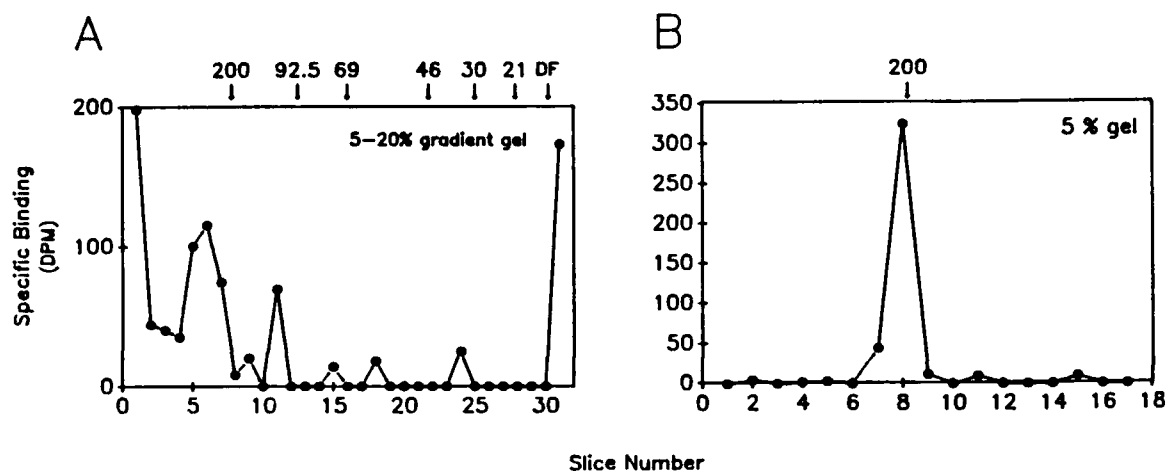 A
200 92.5 69 46 30 21 DF
200
100
0
5-20% gradient gel
0 5 10 15 20 25 30
Specific Binding
(DPM)
B
200
350
300
250
200
150
100
50
0
5 % gel
0 2 4 6 8 10 12 14 16 18
Slice Number